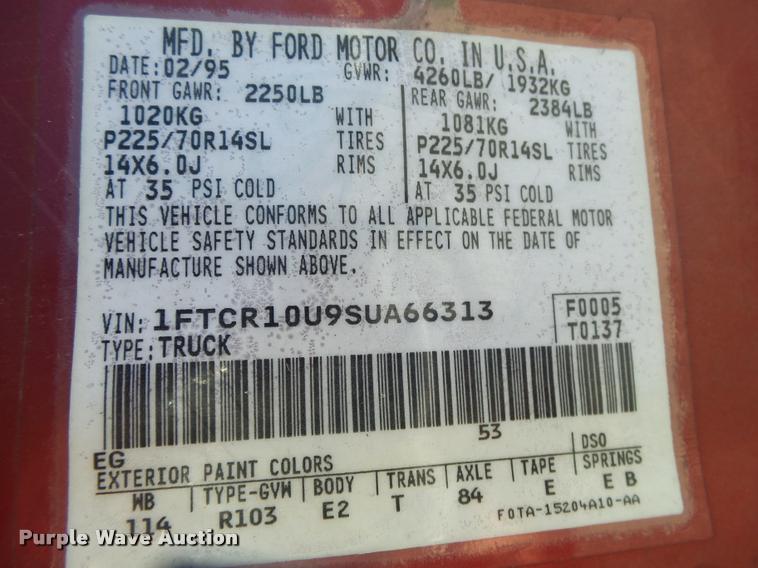 MFD. BY FORD MOTOR CO. IN U.S.A.
DATE: 02/95 GVWR: 4260LB/ 1932KG
FRONT GAWR: 2250LB REAR GAWR: 2384LB
1020KG WITH 1081KG WITH
P225/70R14SL TIRES P225/70R14SL TIRES
14X6.0J RIMS 14X6.0J RIMS
AT 35 PSI COLD AT 35 PSI COLD
THIS VEHICLE CONFORMS TO ALL APPLICABLE FEDERAL MOTOR
VEHICLE SAFETY STANDARDS IN EFFECT ON THE DATE OF
MANUFACTURE SHOWN ABOVE.
VIN: 1FTCR10U9SUA66313 F0005
TYPE: TRUCK T0137
53
EG
EXTERIOR PAINT COLORS DSO
WB TYPE-GVW BODY TRANS AXLE TAPE SPRINGS
114 R103 E2 T 84 E E B
F0TA-15204A10-AA
Purple Wave Auction